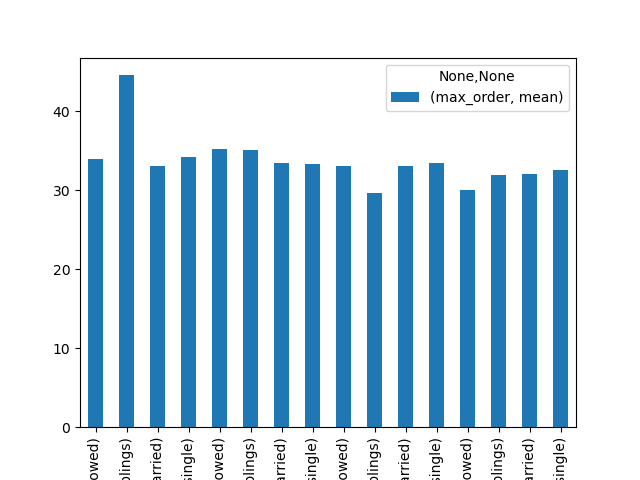 None,None
(max_order, mean)
40
30
20
10
0
owed)
olings)
arried)
single)
owed)
olings)
arried)
single)
owed)
olings)
arried)
single)
owed)
olings)
arried)
single)